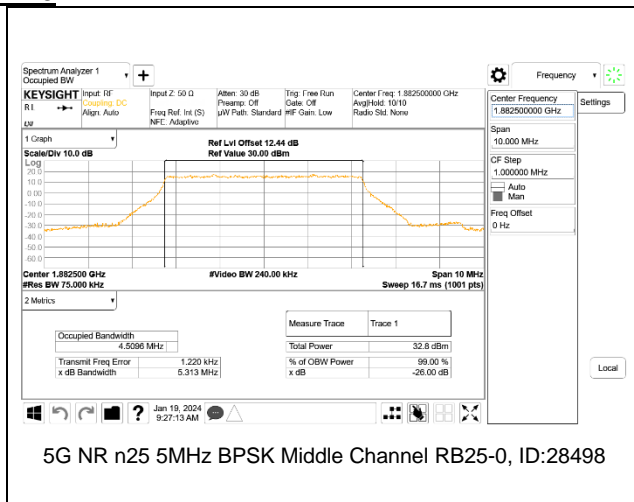 Spectrum Analyzer 1
Occupied BW
Frequency
KEYSIGHT Input: RF Input Z: 50 Ω Atten: 30 dB Trig: Free Run Center Freq: 1.882500000 GHz
Coupling: DC Preamp: Off Gate: Off Avg|Hold: 10/10
Align: Auto Freq Ref: Int (S) µW Path: Standard #IF Gain: Low Radio Std: None
NFE: Adaptive
Center Frequency
1.882500000 GHz
Settings
Span
10.000 MHz
CF Step
1.000000 MHz
Auto
Man
Freq Offset
0 Hz
Local
1 Graph
Ref Lvl Offset 12.44 dB
Scale/Div 10.0 dB Ref Value 30.00 dBm
Log
20.0
10.0
0.00
-10.0
-20.0
-30.0
-40.0
-50.0
-60.0
Center 1.882500 GHz #Video BW 240.00 kHz Span 10 MHz
#Res BW 75.000 kHz Sweep 16.7 ms (1001 pts)
2 Metrics
Measure Trace Trace 1
Occupied Bandwidth
4.5096 MHz
Total Power 32.8 dBm
Transmit Freq Error 1.220 kHz % of OBW Power 99.00 %
x dB Bandwidth 5.313 MHz x dB -26.00 dB
Jan 19, 2024
9:27:13 AM
5G NR n25 5MHz BPSK Middle Channel RB25-0, ID:28498